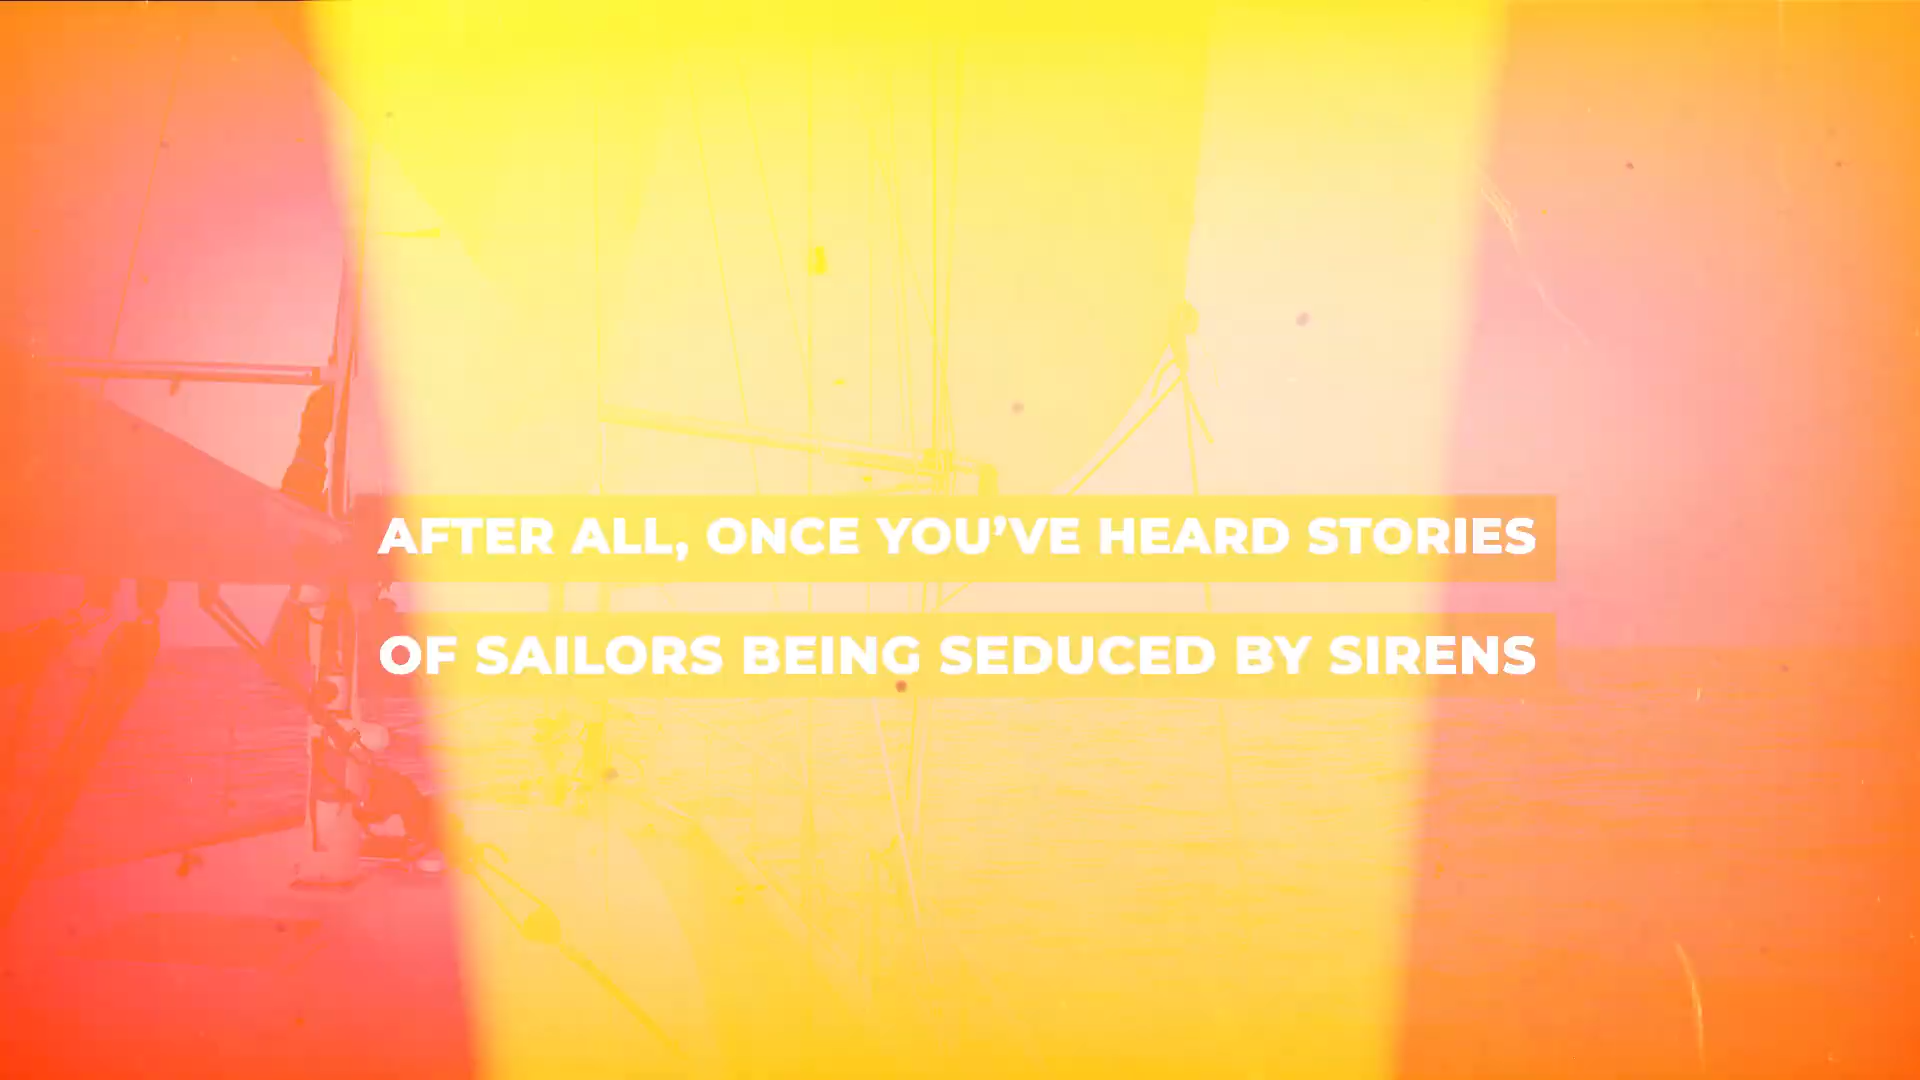 AFTER ALL, ONCE YOU’VE HEARD STORIES
OF SAILORS BEING SEDUCED BY SIRENS